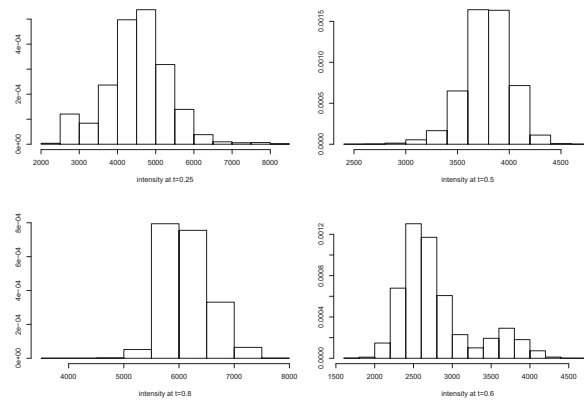 0e+00 2e−04 4e−04
2000 3000 4000 5000 6000 7000 8000
intensity at t=0.25
0.0000 0.0005 0.0010 0.0015
2500 3000 3500 4000 4500
intensity at t=0.5
0e+00 2e−04 4e−04 6e−04 8e−04
4000 5000 6000 7000 8000
intensity at t=0.8
0.0000 0.0004 0.0008 0.0012
1500 2000 2500 3000 3500 4000 4500
intensity at t=0.6